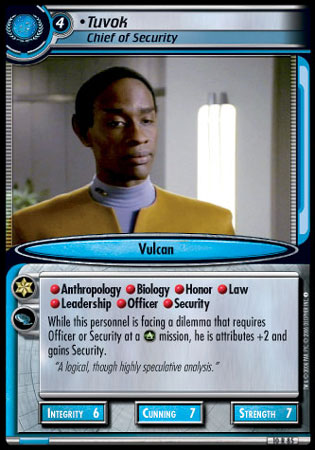 4 •Tuvok
Chief of Security
Vulcan
Anthropology Biology Honor Law
Leadership Officer Security
While this personnel is facing a dilemma that requires
Officer or Security at a mission, he is attributes +2 and
gains Security.
"A logical, though highly speculative analysis."
Integrity 6 Cunning 7 Strength 7
10 R 85